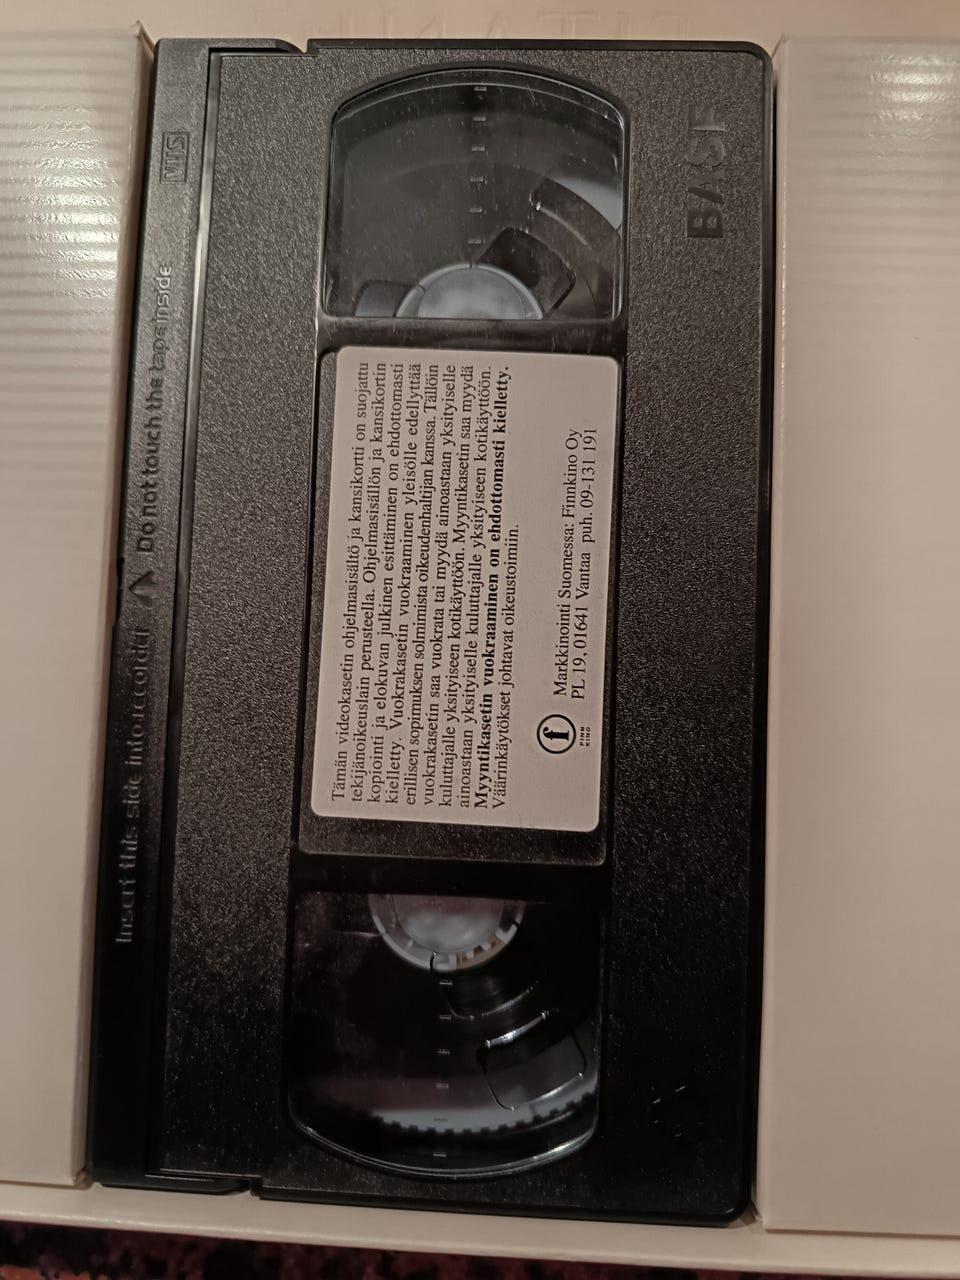 TITANIC
VHS
Insert this side into recorder
Do not touch the tape inside
Tämän videokasetin ohjelmasisältö ja kansikortti on suojattu
tekijänoikeuslain perusteella. Ohjelmasisällön ja kansikortin
kopiointi ja elokuvan julkinen esittäminen on ehdottomasti
kielletty. Vuokrakasetin vuokraaminen yleisölle edellyttää
erillisen sopimuksen solmimista oikeudenhaltijan kanssa. Tällöin
vuokrakasetin saa vuokrata tai myydä ainoastaan yksityiselle
kuluttajalle yksityiseen kotikäyttöön. Myyntikasetin saa myydä
ainoastaan yksityiselle kuluttajalle yksityiseen kotikäyttöön.
Myyntikasetin vuokraaminen on ehdottomasti kielletty.
Väärinkäytökset johtavat oikeustoimiin.
f
FINN
KINO
Markkinointi Suomessa: Finnkino Oy
PL 19, 01641 Vantaa puh. 09-131 191
BASF